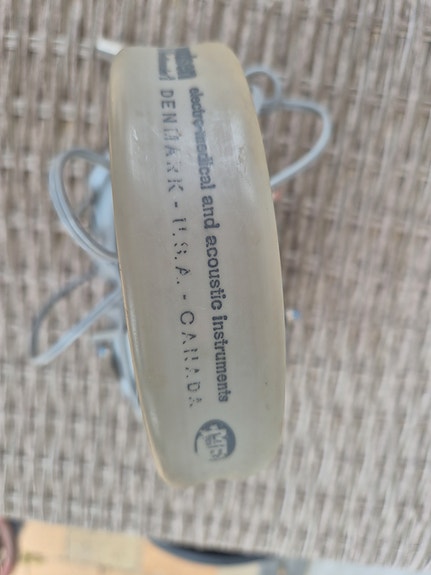 electro-medical and acoustic instruments
DENMARK - U.S.A. - CANADA